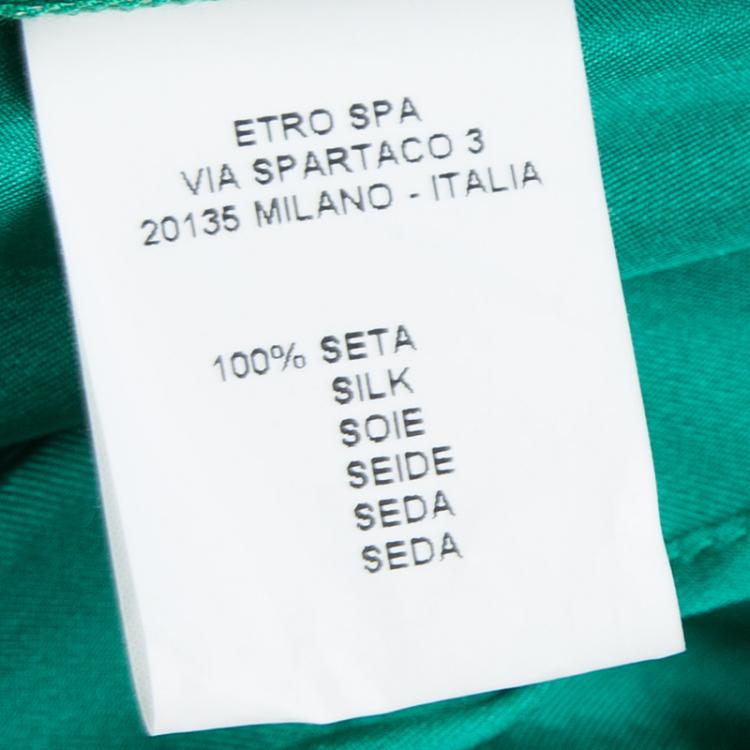 ETRO SPA
VIA SPARTACO 3
20135 MILANO - ITALIA
100% SETA
SILK
SOIE
SEIDE
SEDA
SEDA